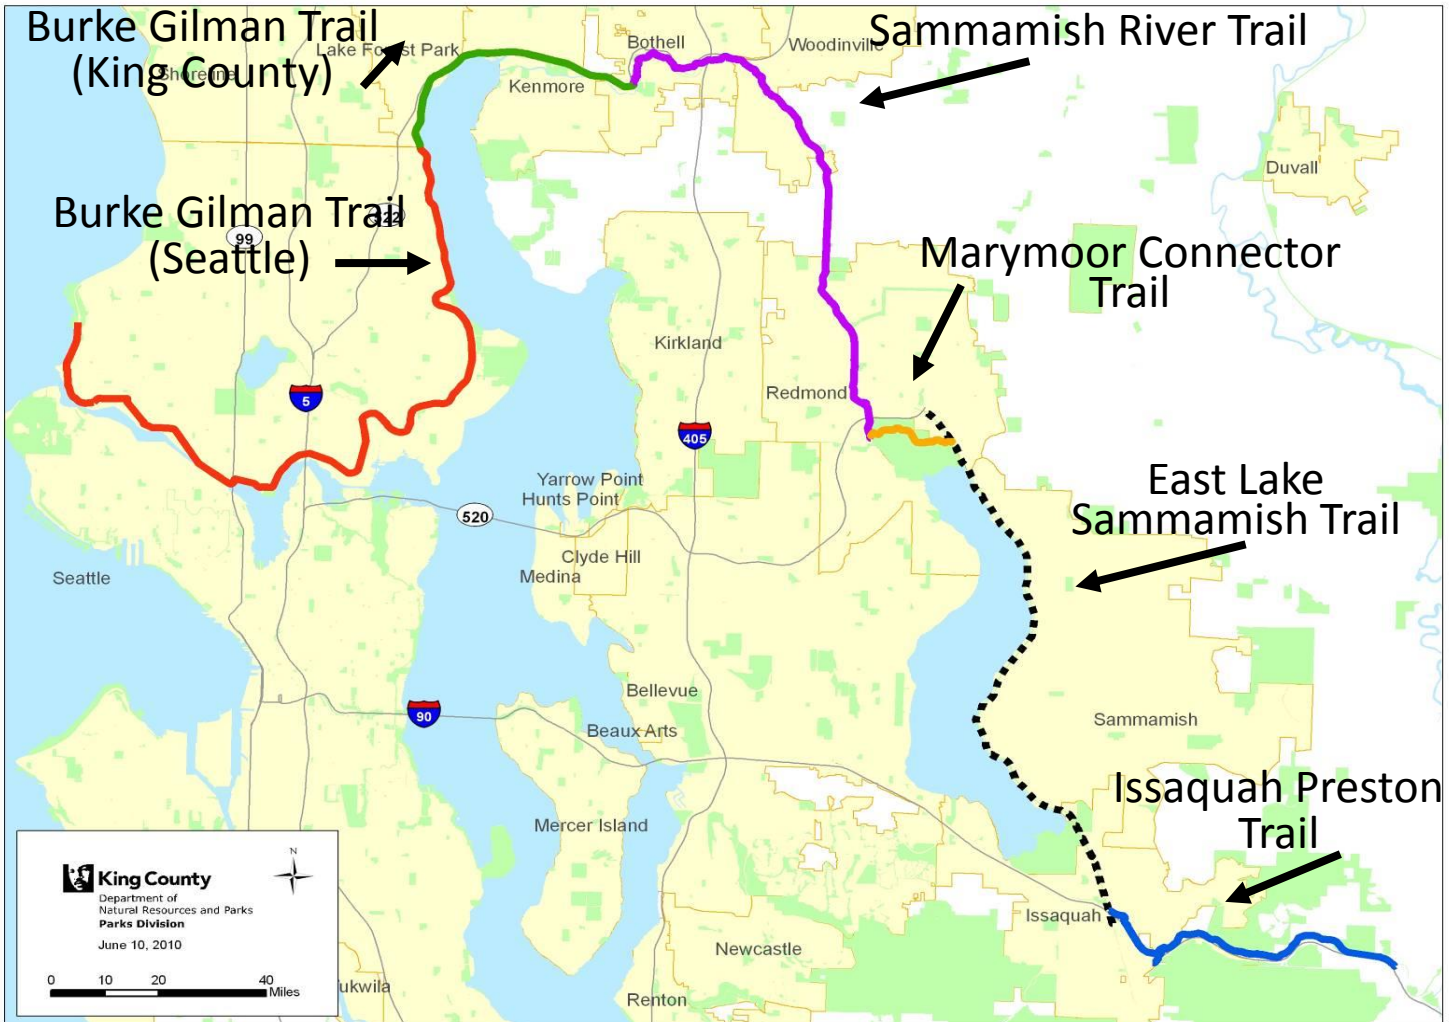 Burke Gilman Trail
(King County)
Sammamish River Trail
Lake Forest Park
Shoreline
Bothell
Woodinville
Kenmore
Duvall
Burke Gilman Trail
(Seattle)
522
99
Marymoor Connector
Trail
Kirkland
Redmond
5
405
East Lake
Sammamish Trail
Yarrow Point
Hunts Point
520
Clyde Hill
Medina
Seattle
Bellevue
90
Beaux Arts
Sammamish
Issaquah Preston
Trail
Mercer Island
Issaquah
Newcastle
Renton
ukwila
N
King County
Department of
Natural Resources and Parks
Parks Division
June 10, 2010
0 10 20 40
Miles